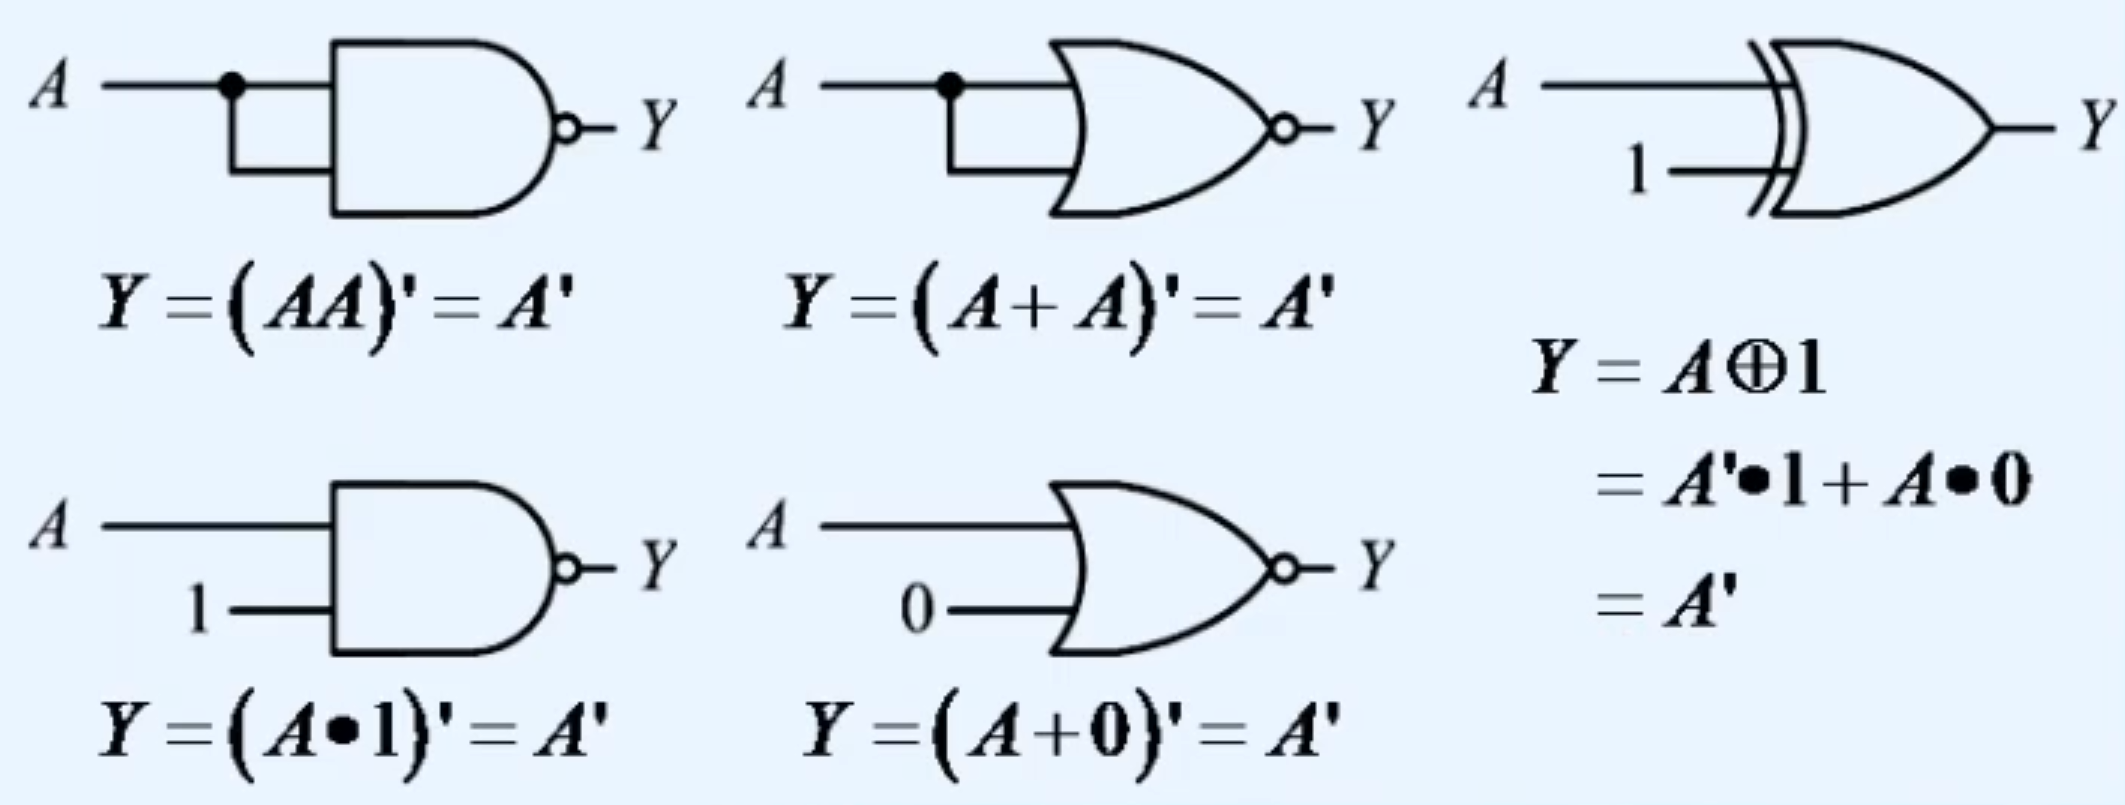 A Y
Y = (AA)' = A'
A Y
Y = (A + A)' = A'
A
1 Y
Y = A⊕1
= A'•1 + A•0
= A'
A
1 Y
Y = (A•1)' = A'
A
0 Y
Y = (A+0)' = A'